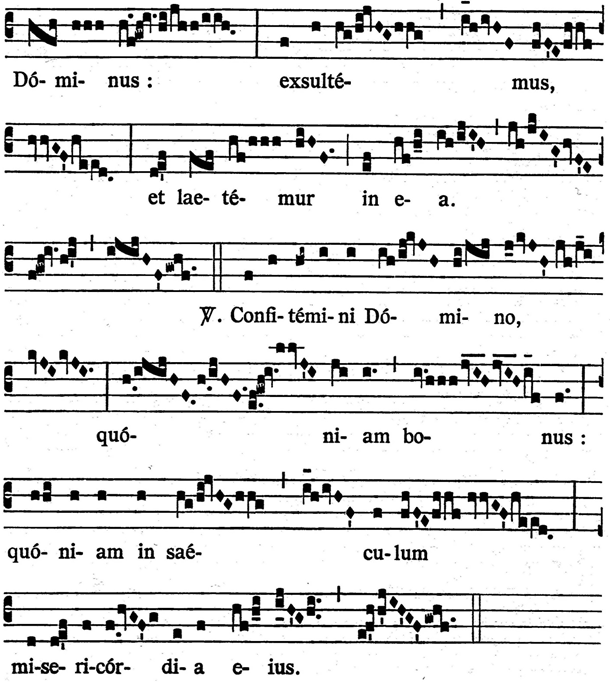 Dó- mi- nus : exsulté- mus,
et lae- té- mur in e- a.
℣. Confi- témi- ni Dó- mi- no,
quó- ni- am bo- nus :
quó- ni- am in saé- cu- lum
mi- se- ri- cór- di- a e- ius.